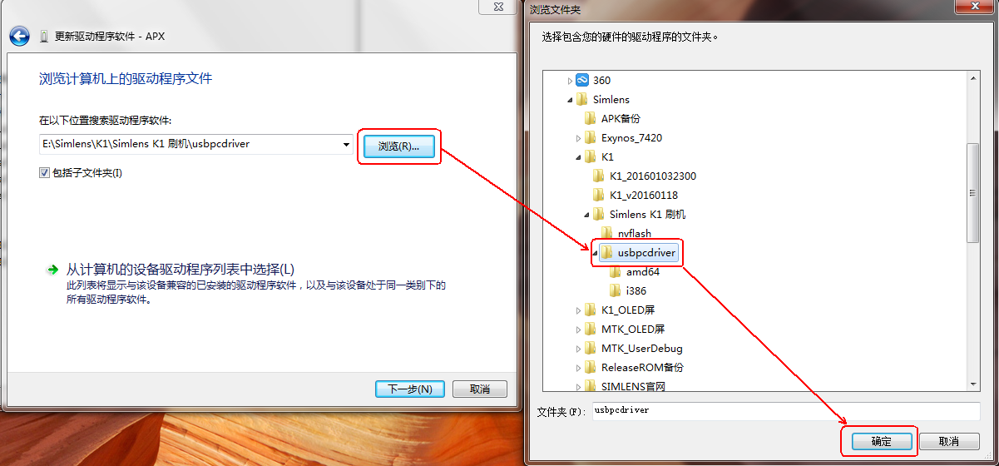 更新驱动程序软件 - APX
浏览计算机上的驱动程序文件
在以下位置搜索驱动程序软件:
E:\Simlens\K1\Simlens K1 刷机\usbpcdriver
浏览(R)...
包括子文件夹(I)
从计算机的设备驱动程序列表中选择(L)
此列表将显示与该设备兼容的已安装的驱动程序软件，以及与该设备处于同一类别下的
所有驱动程序软件。
下一步(N)
取消
浏览文件夹
选择包含您的硬件的驱动程序的文件夹。
360
Simlens
APK备份
Exynos_7420
K1
K1_201601032300
K1_v20160118
Simlens K1 刷机
nvflash
usbpcdriver
amd64
i386
K1_OLED屏
MTK_OLED屏
MTK_UserDebug
ReleaseROM备份
SIMLENS官网
文件夹(F):
usbpcdriver
确定
取消